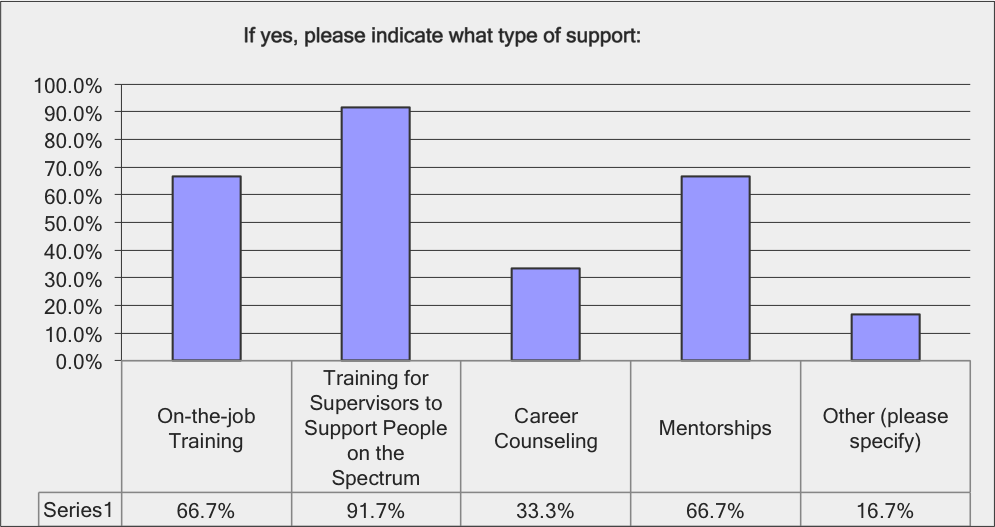 If yes, please indicate what type of support:
100.0%
90.0%
80.0%
70.0%
60.0%
50.0%
40.0%
30.0%
20.0%
10.0%
0.0%
On-the-job
Training
Training for
Supervisors to
Support People
on the
Spectrum
Career
Counseling
Mentorships
Other (please
specify)
Series1 66.7% 91.7% 33.3% 66.7% 16.7%